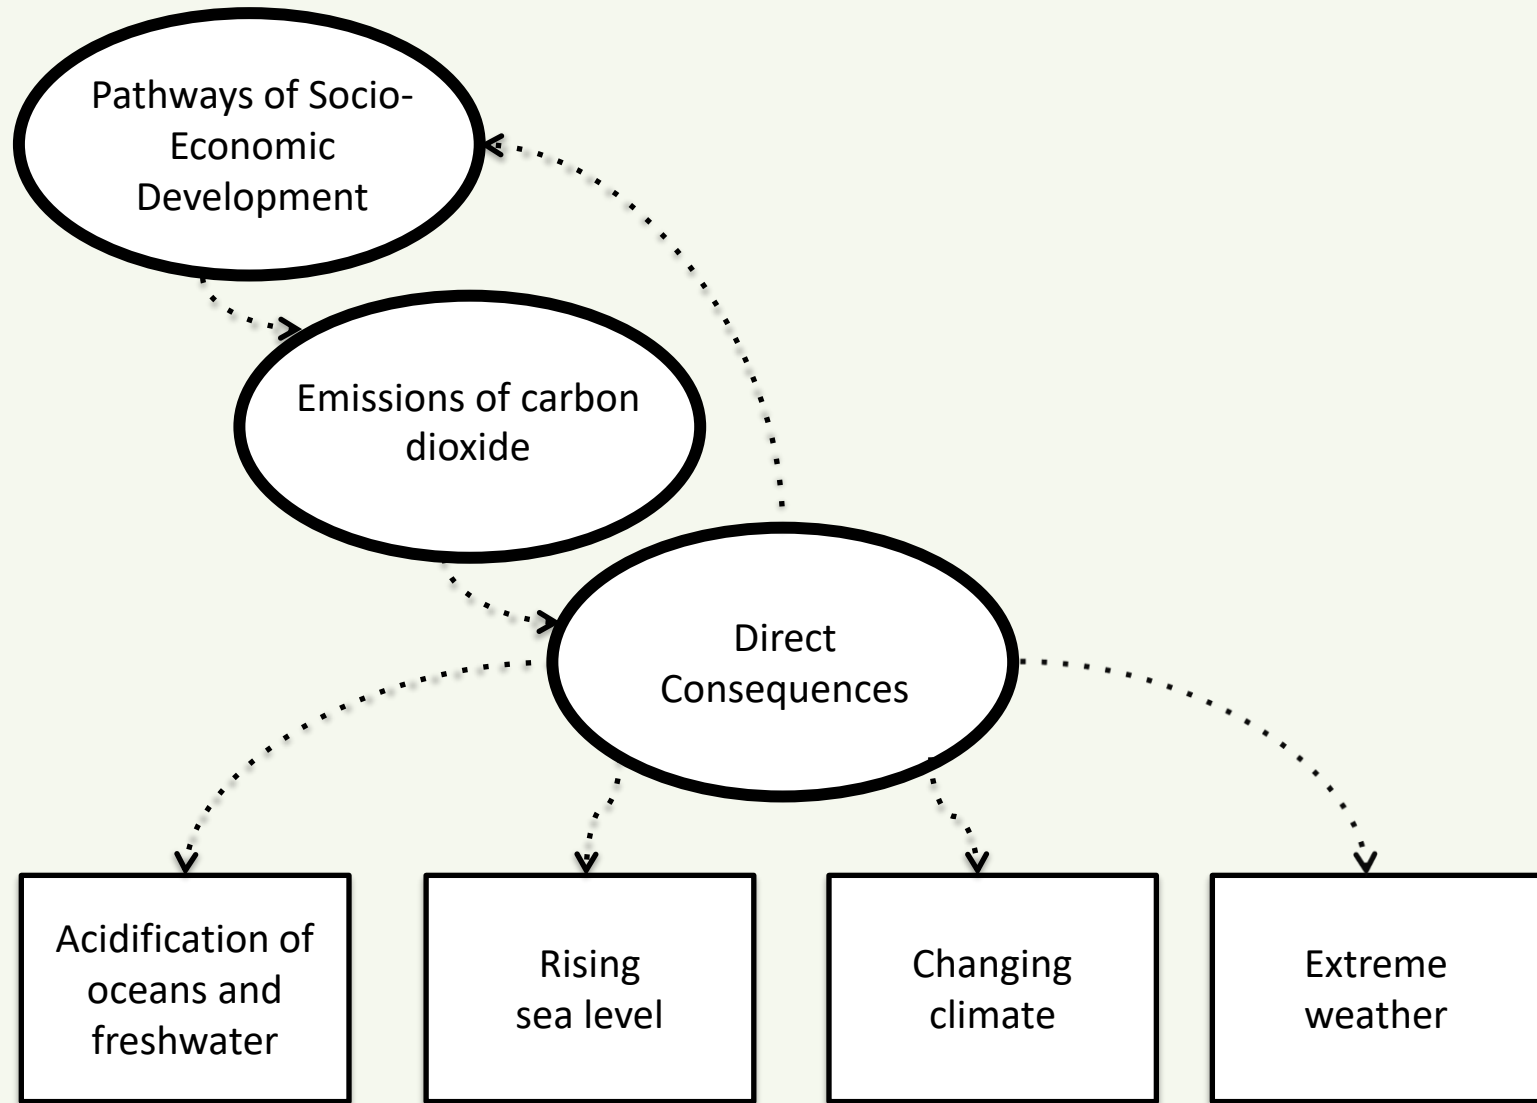 Pathways of Socio-
Economic
Development
Emissions of carbon
dioxide
Direct
Consequences
Acidification of
oceans and
freshwater
Rising
sea level
Changing
climate
Extreme
weather